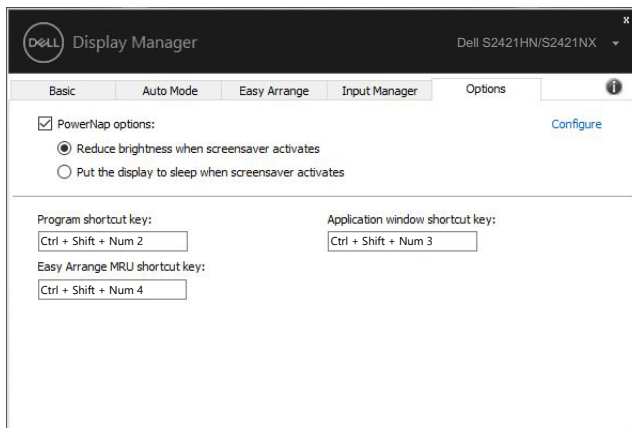 x
DELL Display Manager Dell S2421HN/S2421NX
Basic Auto Mode Easy Arrange Input Manager Options i
PowerNap options: Configure
Reduce brightness when screensaver activates
Put the display to sleep when screensaver activates
Program shortcut key: Application window shortcut key:
Ctrl + Shift + Num 2 Ctrl + Shift + Num 3
Easy Arrange MRU shortcut key:
Ctrl + Shift + Num 4